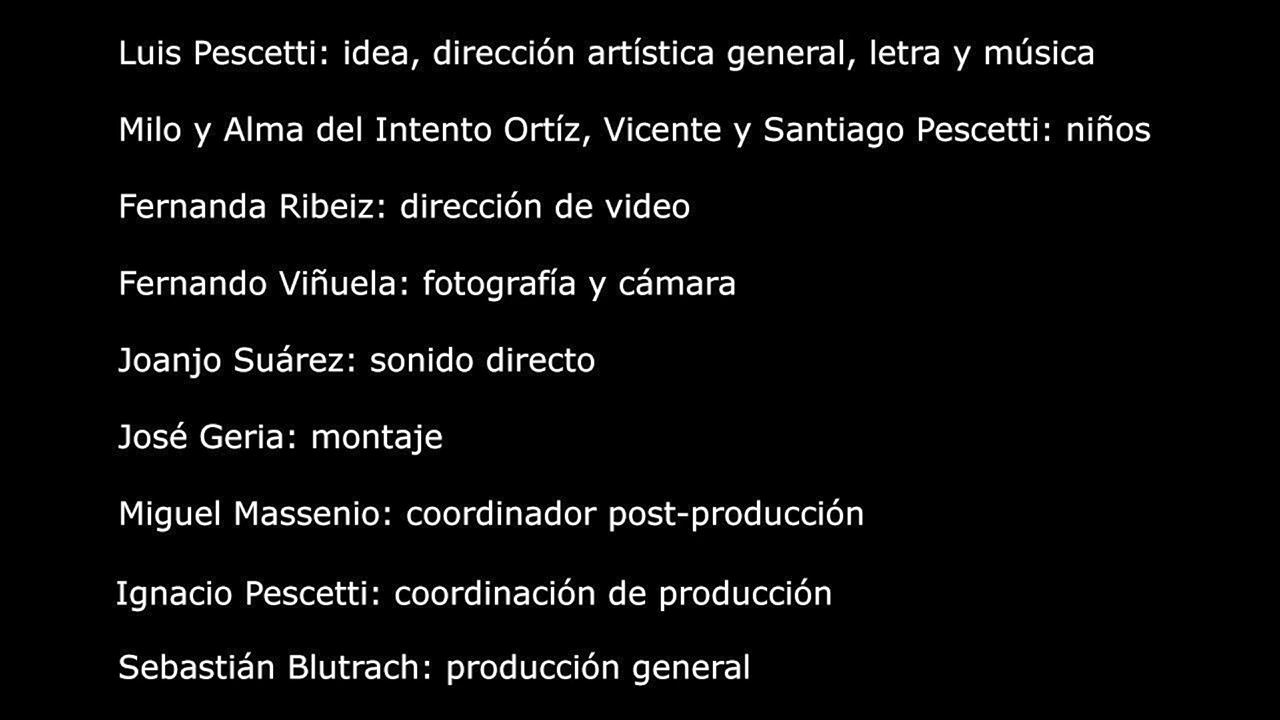 Luis Pescetti: idea, dirección artística general, letra y música
Milo y Alma del Intento Ortíz, Vicente y Santiago Pescetti: niños
Fernanda Ribeiz: dirección de video
Fernando Viñuela: fotografía y cámara
Joanjo Suárez: sonido directo
José Geria: montaje
Miguel Massenio: coordinador post-producción
Ignacio Pescetti: coordinación de producción
Sebastián Blutrach: producción general